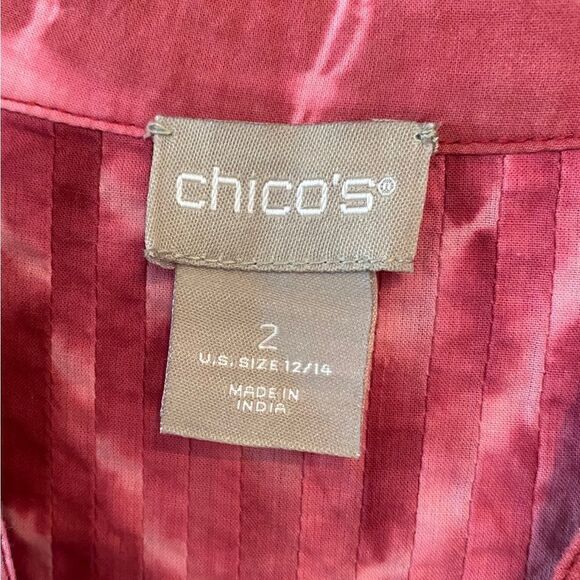 chico's®
2
U.S. SIZE 12/14
MADE IN
INDIA